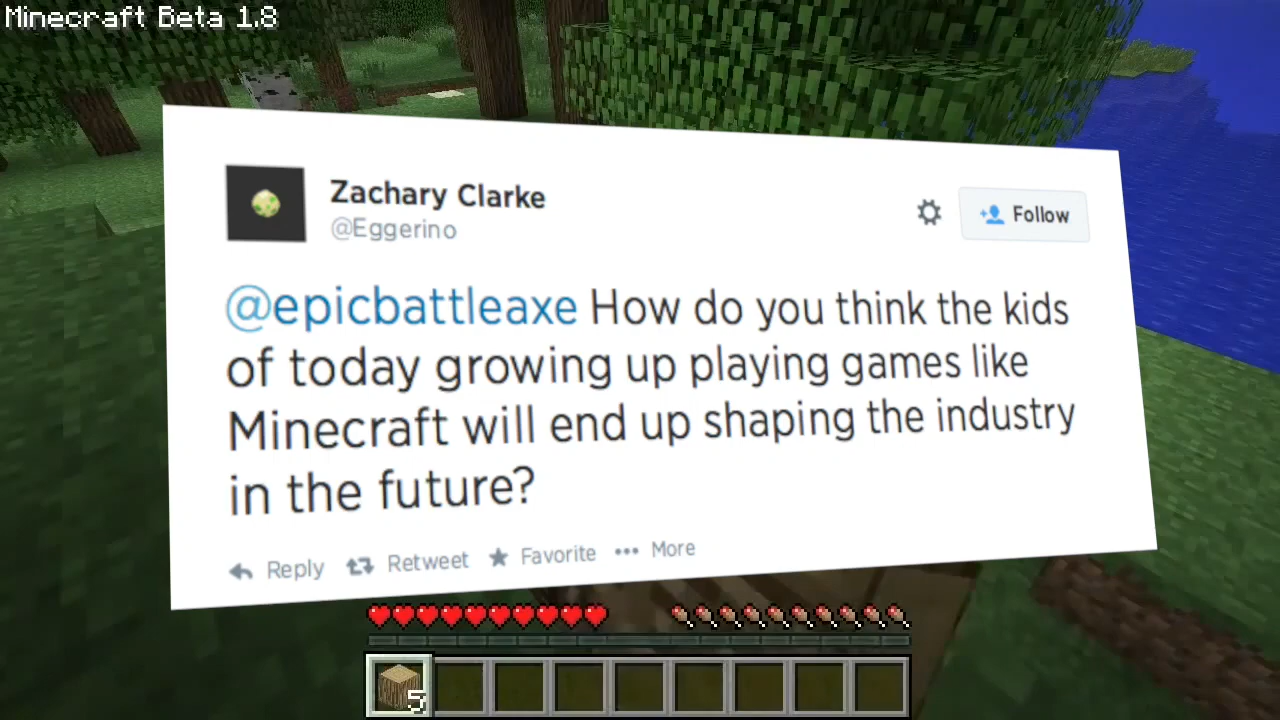 Minecraft Beta 1.8
Zachary Clarke
@Eggerino
Follow
@epicbattleaxe How do you think the kids
of today growing up playing games like
Minecraft will end up shaping the industry
in the future?
Reply Retweet Favorite More
5